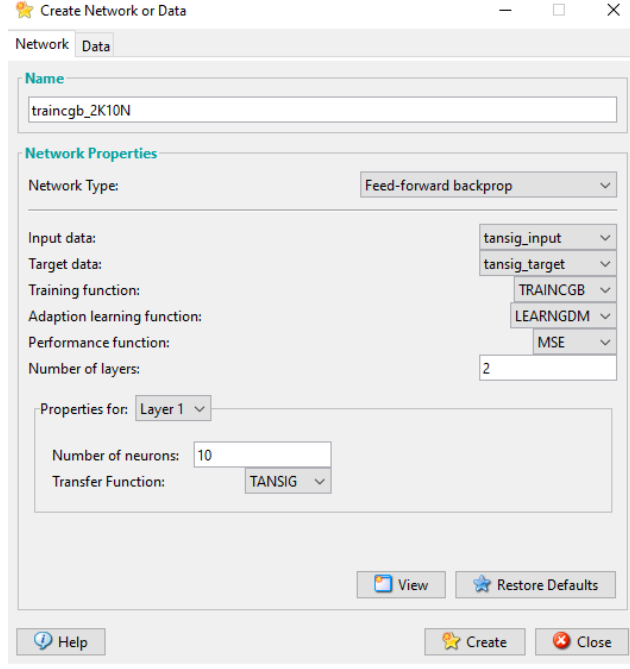 Create Network or Data
Network Data
Name
traincgb_2K10N
Network Properties
Network Type: Feed-forward backprop
Input data: tansig_input
Target data: tansig_target
Training function: TRAINCGB
Adaption learning function: LEARNGDM
Performance function: MSE
Number of layers: 2
Properties for: Layer 1
Number of neurons: 10
Transfer Function: TANSIG
View Restore Defaults
Help Create Close